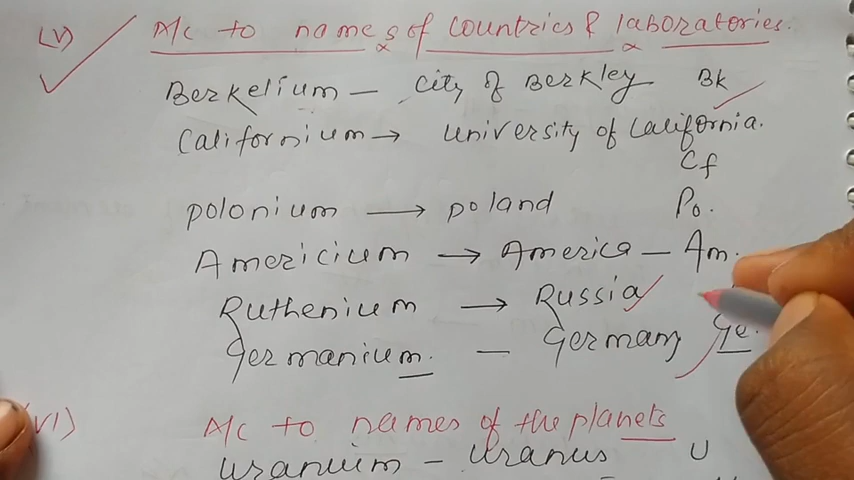 (V) A/c to names of countries & laboratories.
Berkelium – City of Berkley Bk
Californium → University of California.
Cf
Polonium → Poland Po.
Americium → America – Am.
Ruthenium → Russia
Germanium. – Germany Ge.
(VI) A/c to names of the planets
Uranium – Uranus U